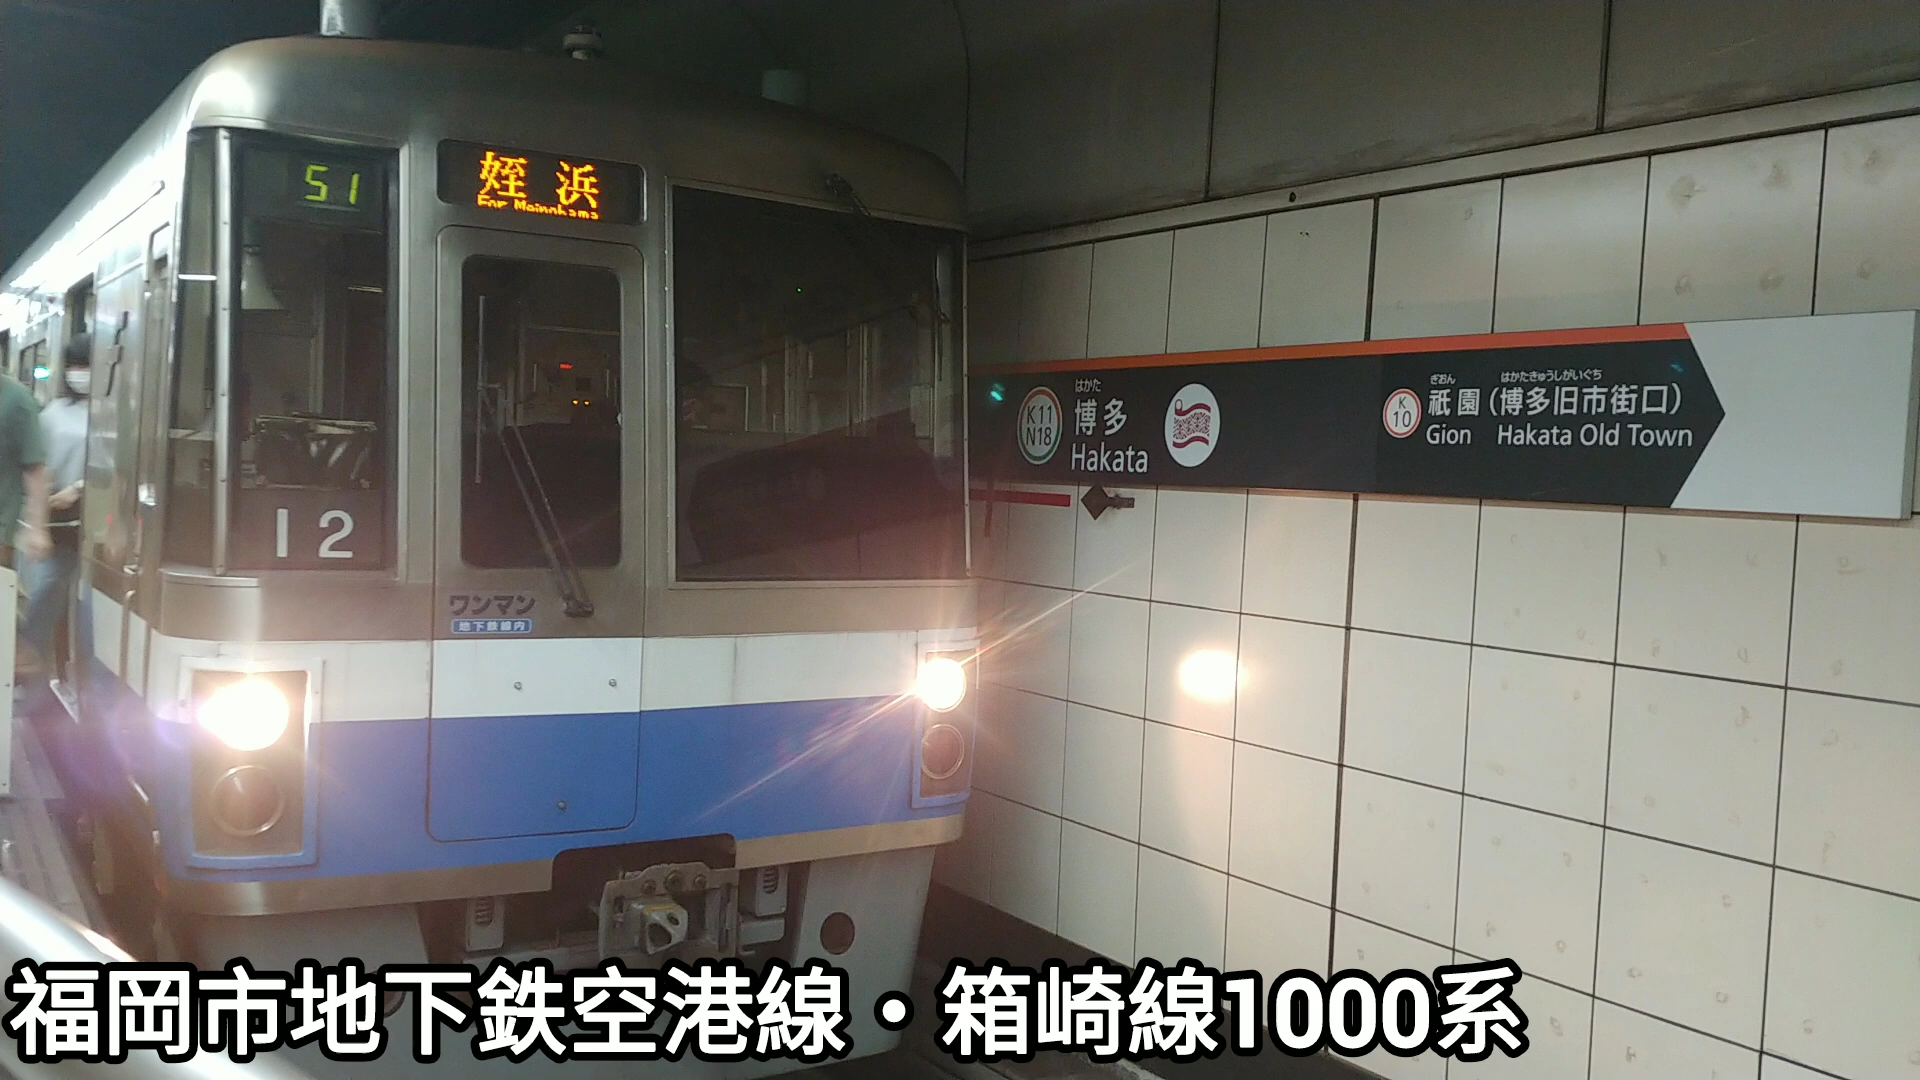 51
姪浜
For Meinohama
12
ワンマン
地下鉄線内
K11
N18
はかた
博多
Hakata
K
10
ぎおん はかたきゅうしがいぐち
祇園(博多旧市街口)
Gion Hakata Old Town
福岡市地下鉄空港線・箱崎線1000系